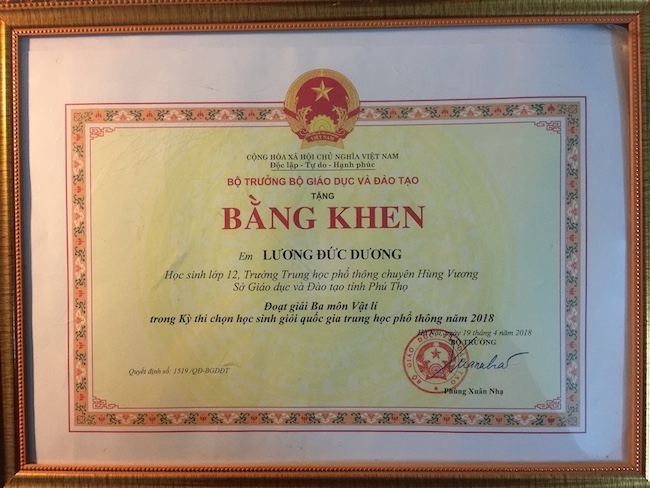 VIỆT NAM
CỘNG HÒA XÃ HỘI CHỦ NGHĨA VIỆT NAM
Độc lập - Tự do - Hạnh phúc
BỘ TRƯỞNG BỘ GIÁO DỤC VÀ ĐÀO TẠO
TẶNG
BẰNG KHEN
Em LƯƠNG ĐỨC DƯƠNG
Học sinh lớp 12, Trường Trung học phổ thông chuyên Hùng Vương
Sở Giáo dục và Đào tạo tỉnh Phú Thọ
Đoạt giải Ba môn Vật lí
trong Kỳ thi chọn học sinh giỏi quốc gia trung học phổ thông năm 2018
Hà Nội, ngày 19 tháng 4 năm 2018
BỘ TRƯỞNG
Quyết định số: 1519 /QĐ-BGDĐT
Phùng Xuân Nhạ